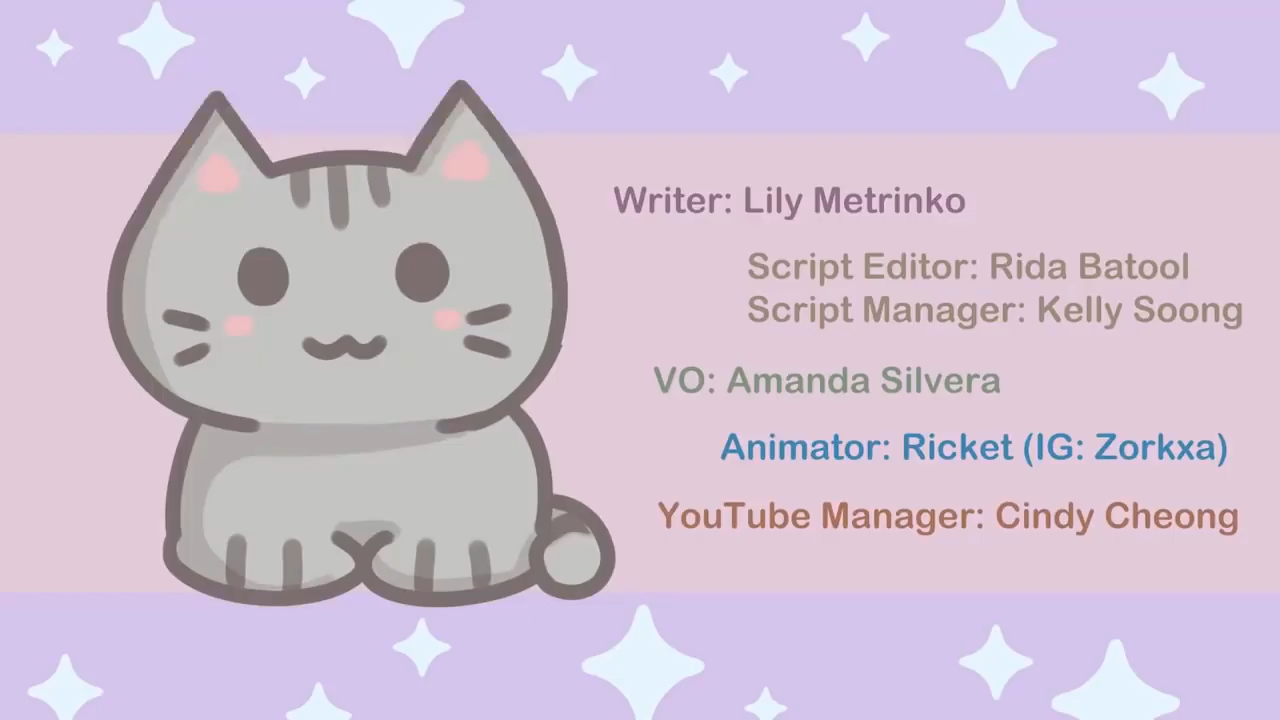 Writer: Lily Metrinko
Script Editor: Rida Batool
Script Manager: Kelly Soong
VO: Amanda Silvera
Animator: Ricket (IG: Zorkxa)
YouTube Manager: Cindy Cheong